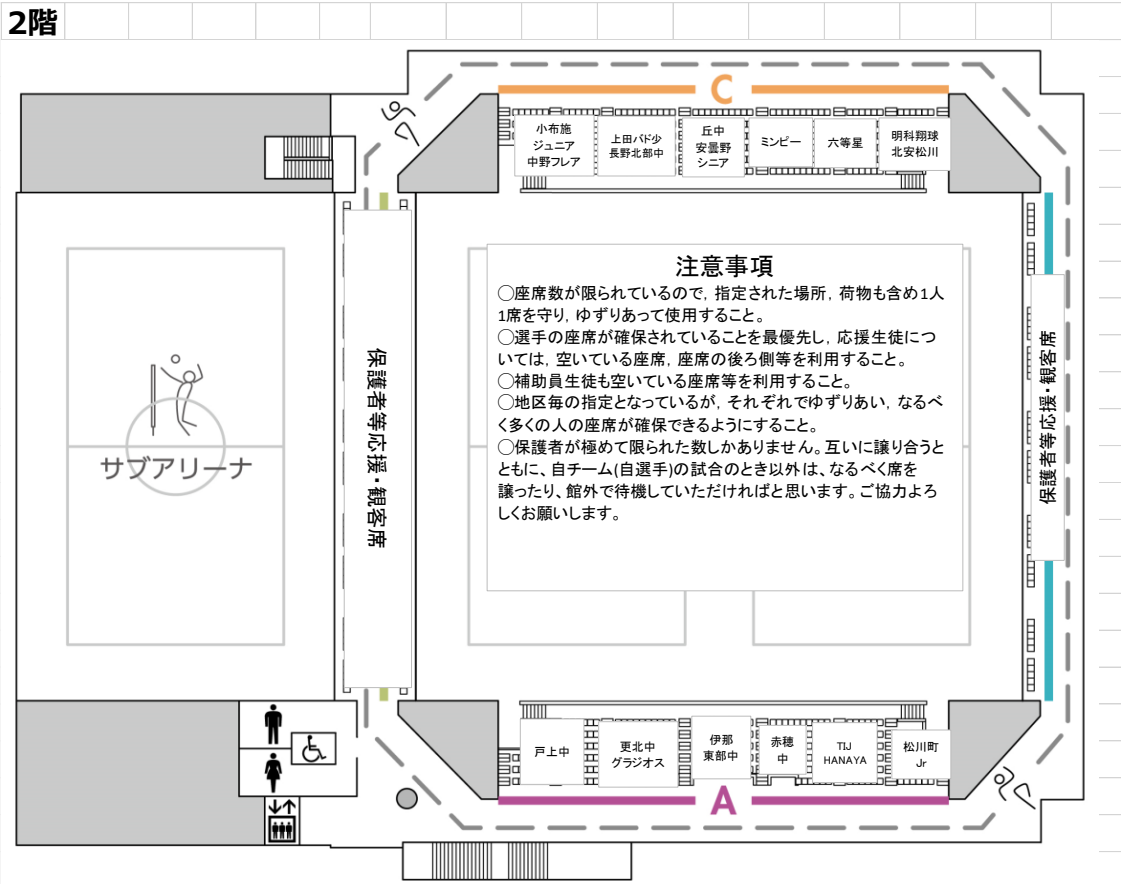 2階
C
小布施
ジュニア
中野フレア
上田バド少
長野北部中
丘中
安曇野
シニア
ミンピー
六等星
明科翔球
北安松川
注意事項
○座席数が限られているので, 指定された場所, 荷物も含め1人
1席を守り, ゆずりあって使用すること。
○選手の座席が確保されていることを最優先し, 応援生徒につ
いては, 空いている座席, 座席の後ろ側等を利用すること。
○補助員生徒も空いている座席等を利用すること。
○地区毎の指定となっているが, それぞれでゆずりあい, なるべ
く多くの人の座席が確保できるようにすること。
○保護者が極めて限られた数しかありません。互いに譲り合うと
ともに、自チーム(自選手)の試合のとき以外は、なるべく席を
譲ったり、館外で待機していただければと思います。ご協力よろ
しくお願いします。
サブアリーナ
保護者等応援・観客席
保護者等応援・観客席
戸上中
更北中
グラジオス
伊那
東部中
赤穂
中
TIJ
HANAYA
松川町
Jr
A